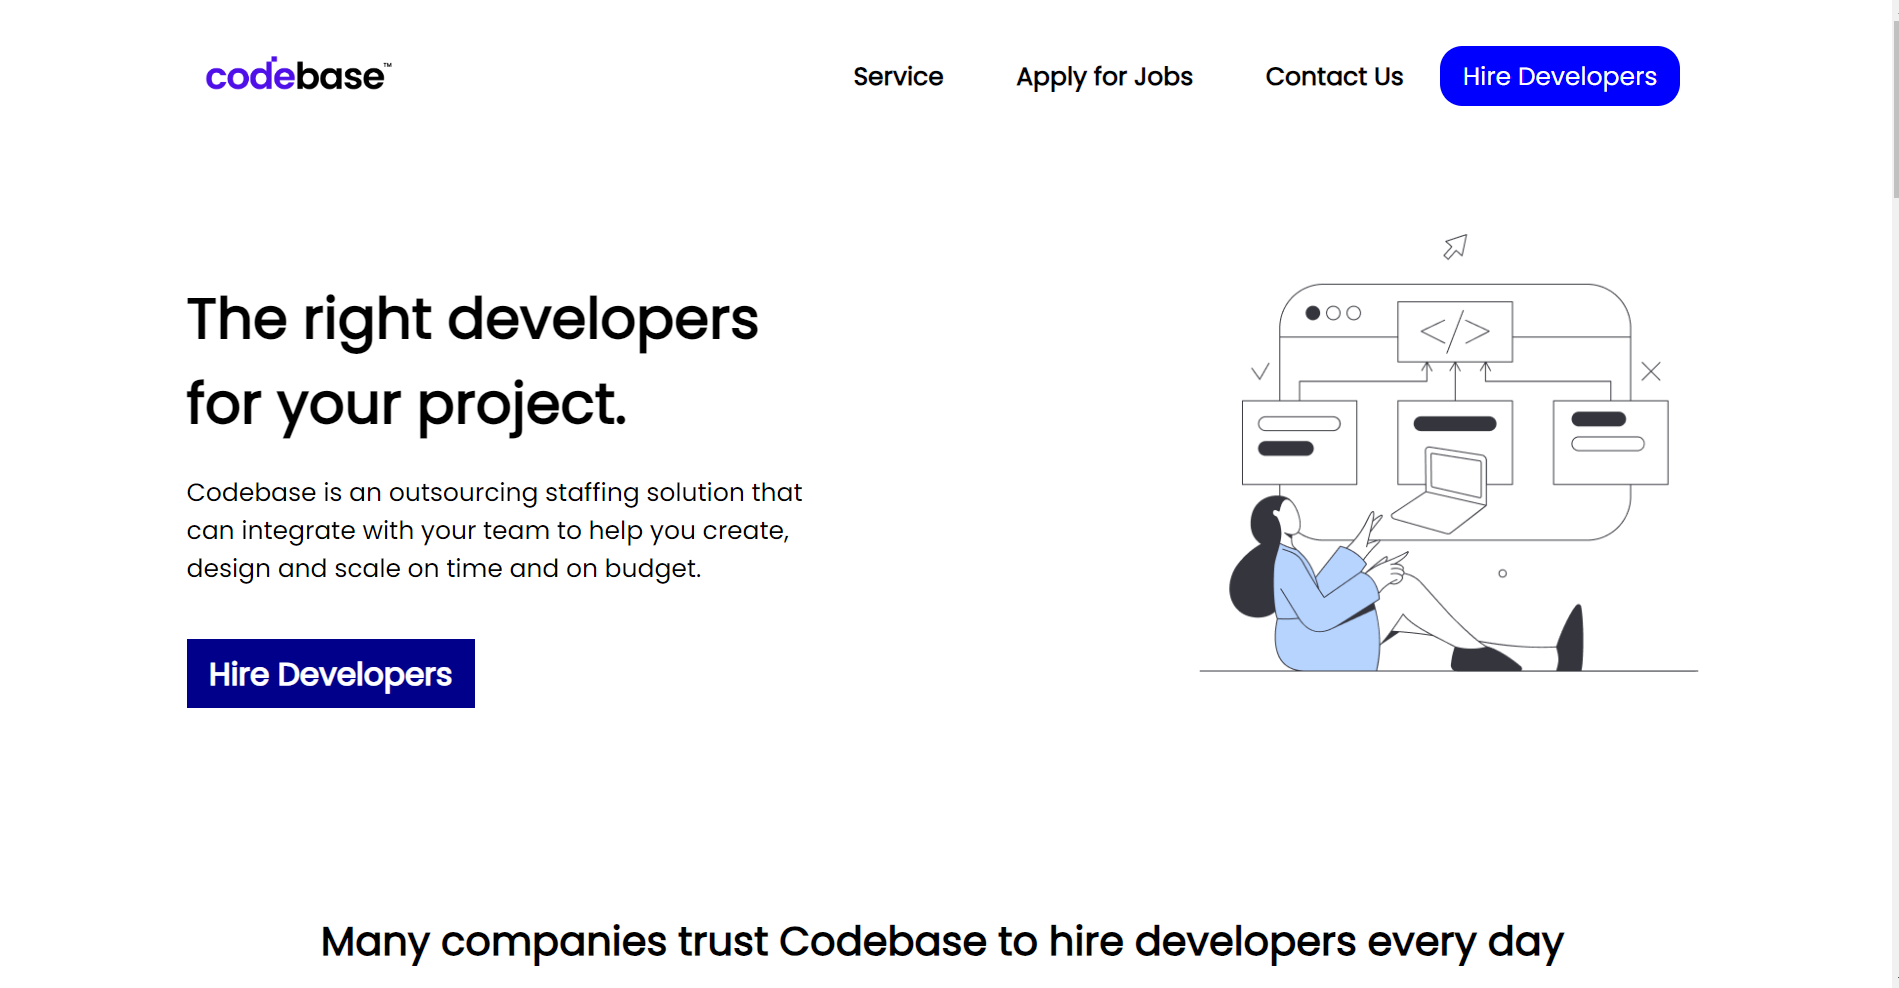 codebase™
Service
Apply for Jobs
Contact Us
Hire Developers
The right developers
for your project.
Codebase is an outsourcing staffing solution that
can integrate with your team to help you create,
design and scale on time and on budget.
Hire Developers
</>
Many companies trust Codebase to hire developers every day